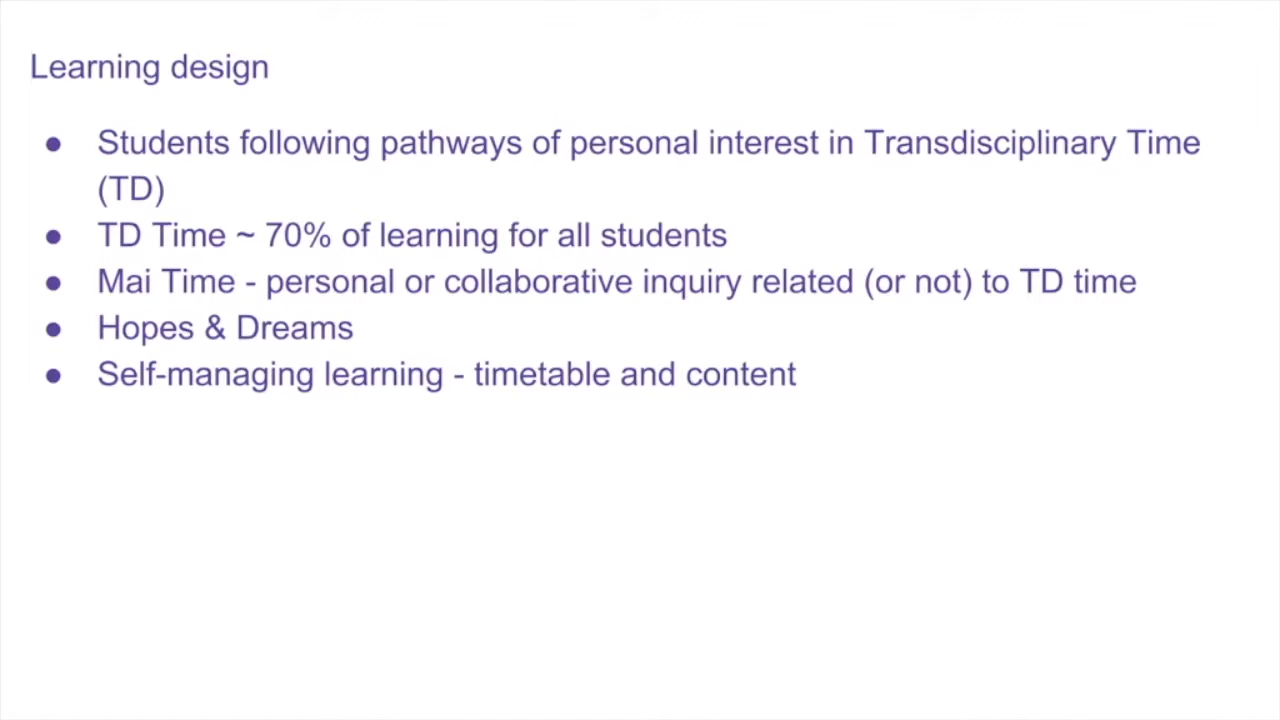 Learning design
● Students following pathways of personal interest in Transdisciplinary Time
(TD)
● TD Time ~ 70% of learning for all students
● Mai Time - personal or collaborative inquiry related (or not) to TD time
● Hopes & Dreams
● Self-managing learning - timetable and content